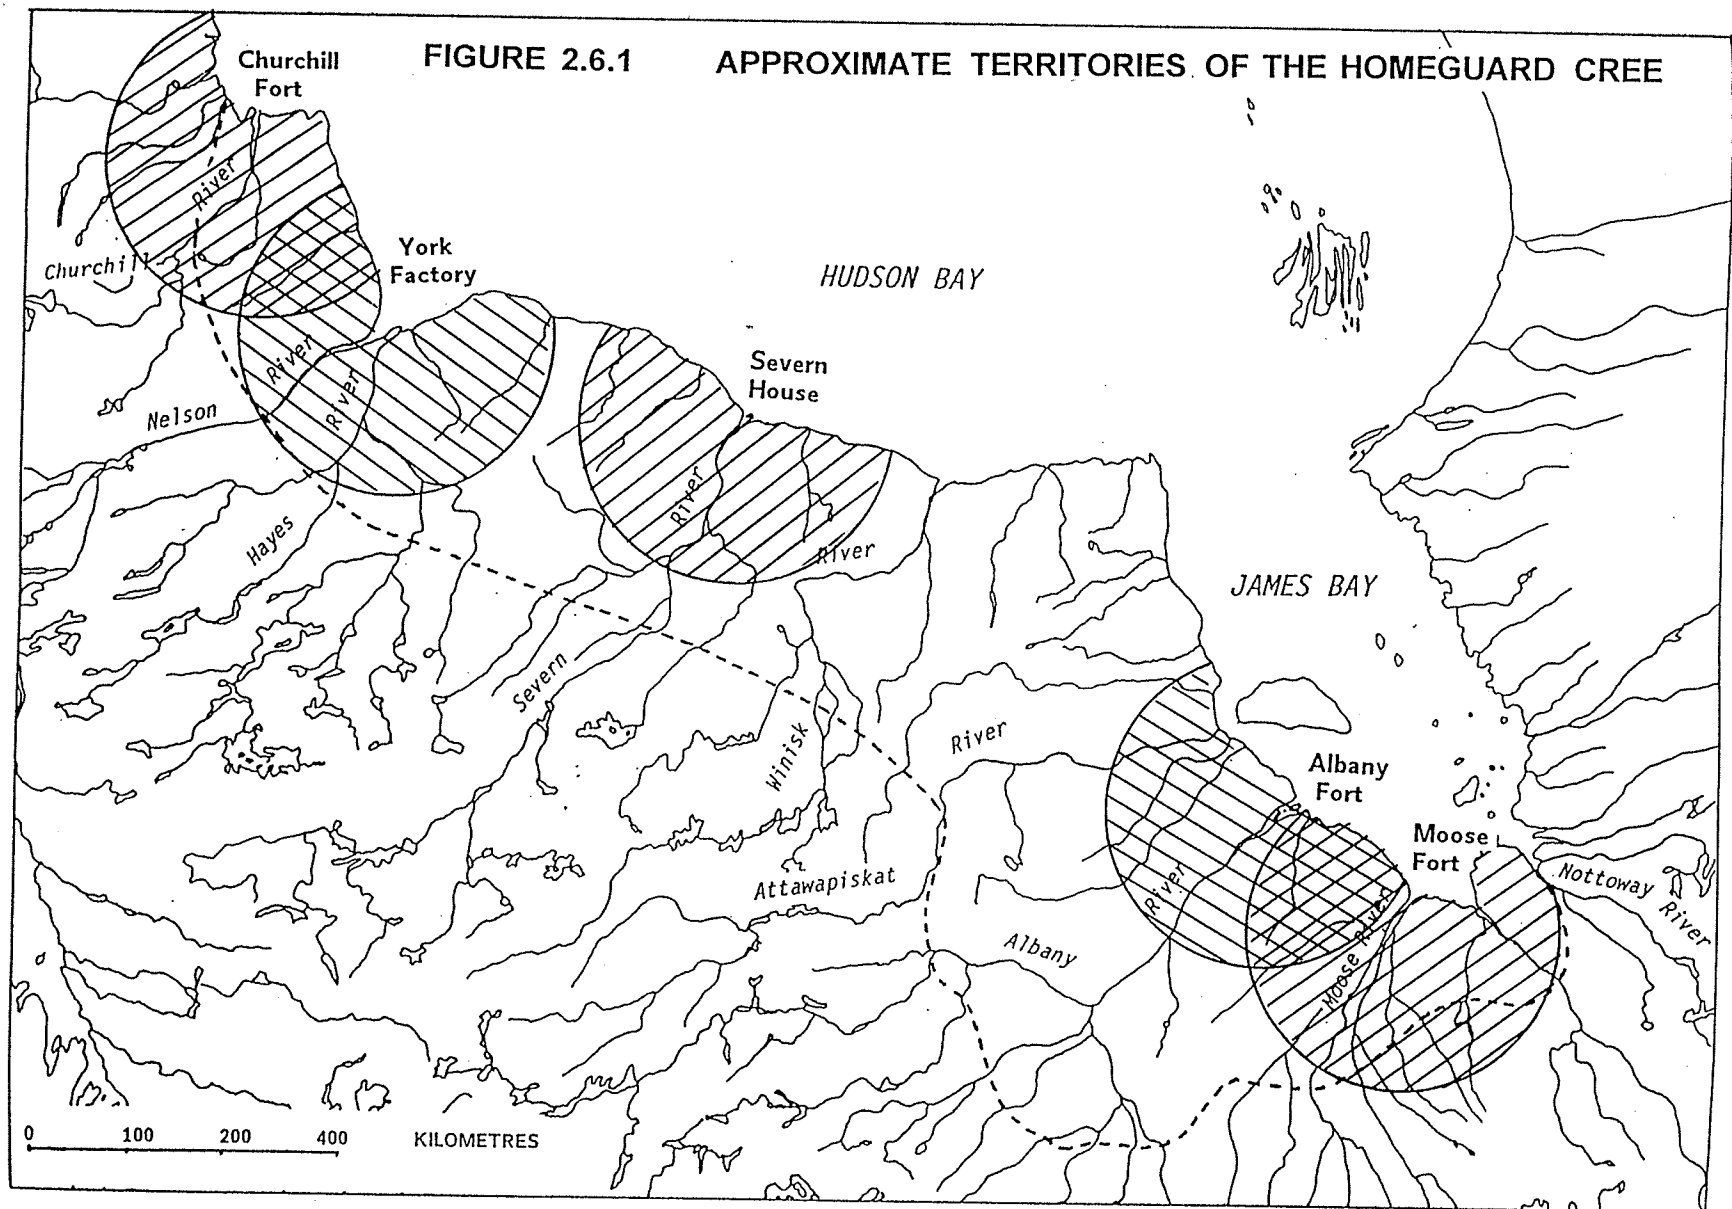 FIGURE 2.6.1 APPROXIMATE TERRITORIES OF THE HOMEGUARD CREE
Churchill
Fort
River
Churchill
York
Factory
HUDSON BAY
River
River
Nelson
Severn
House
Hayes
River
River
JAMES BAY
Severn
Winisk
River
Albany
Fort
Moose
Fort
Attawapiskat
River
Nottoway
River
Albany
Moose River
0 100 200 400 KILOMETRES